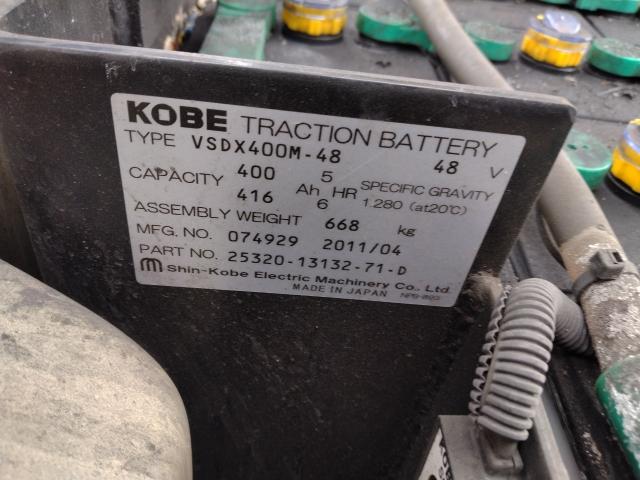 KOBE TRACTION BATTERY
TYPE VSDX400M-48 48 V
CAPACITY 400 Ah 5 HR SPECIFIC GRAVITY
416 6 1.280 (at20℃)
ASSEMBLY WEIGHT 668 kg
MFG. NO. 074929 2011/04
PART NO. 25320-13132-71-D
Shin-Kobe Electric Machinery Co., Ltd.
MADE IN JAPAN